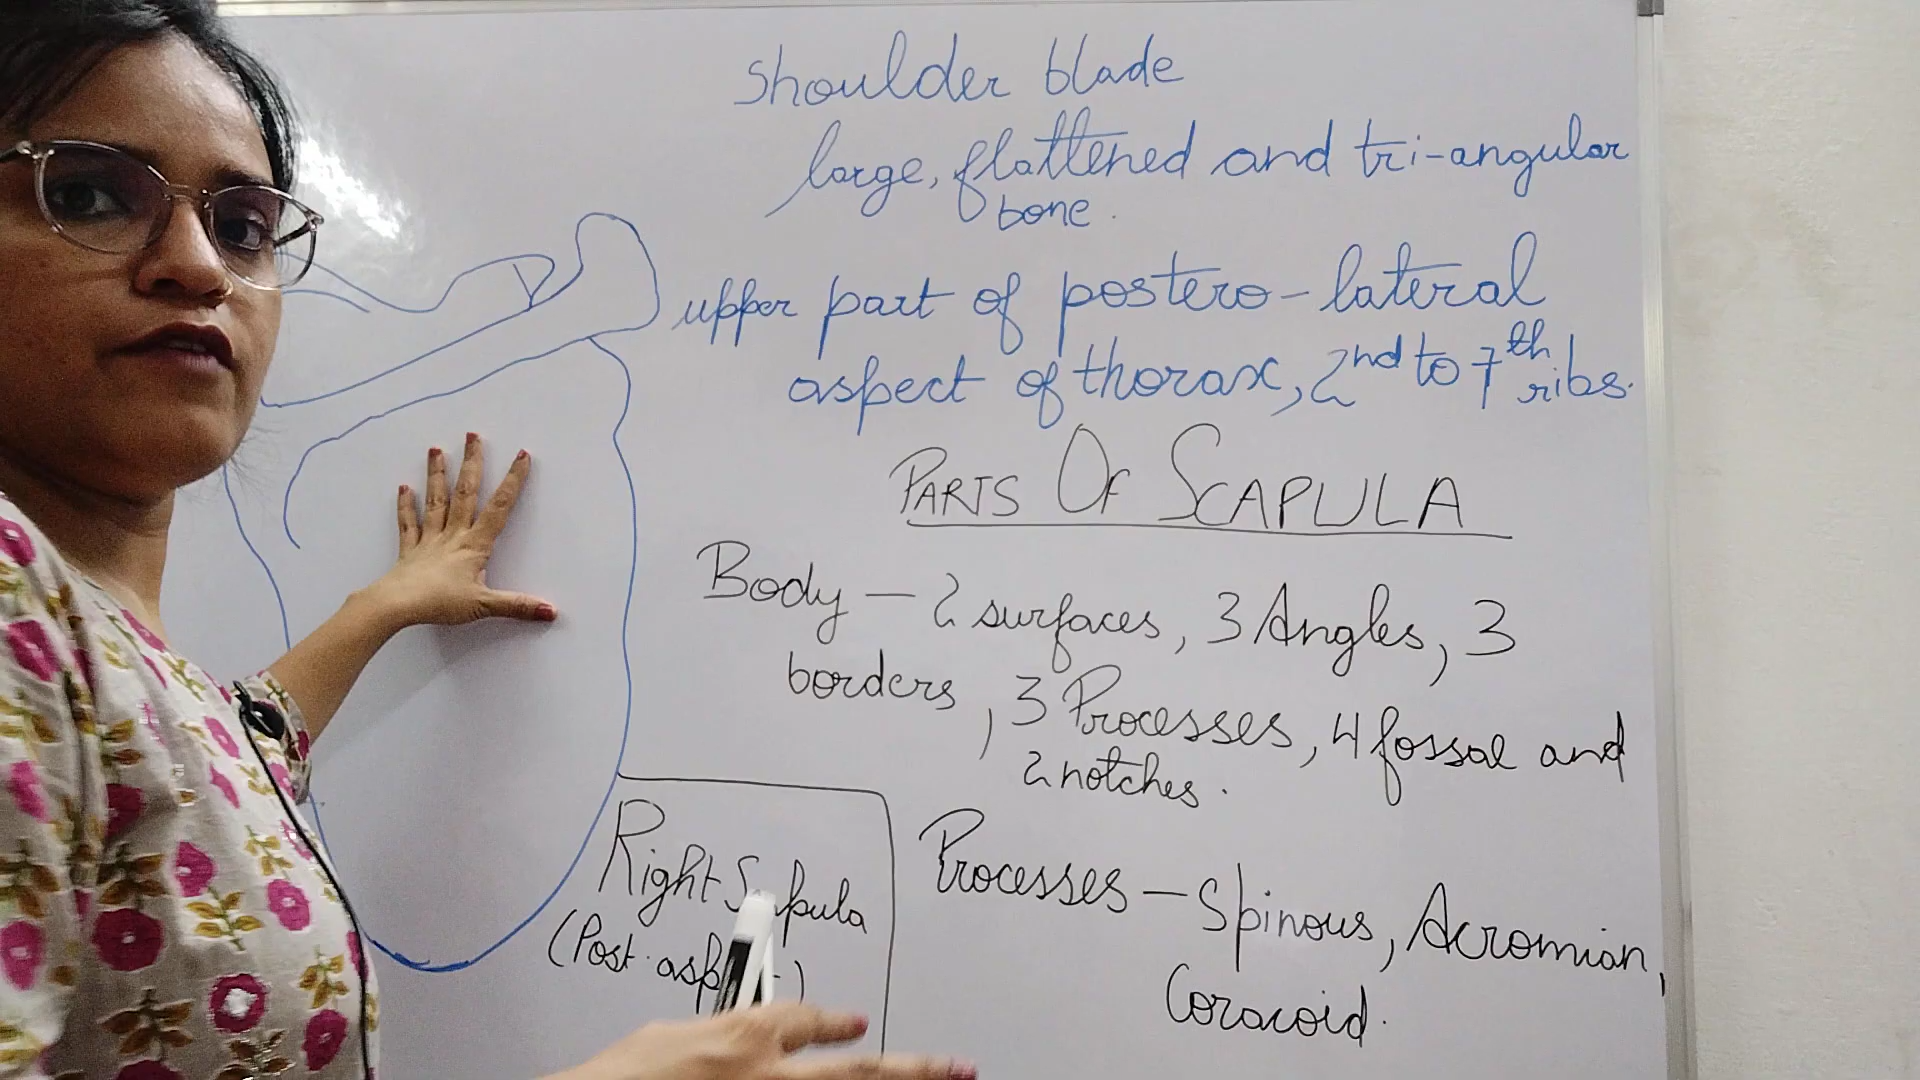 Shoulder blade
large, flattened and tri-angular
bone.
upper part of postero-lateral
aspect of thorax, 2nd to 7th ribs.
PARTS OF SCAPULA
Body - 2 surfaces, 3 Angles, 3
borders, 3 Processes, 4 fossae and
2 notches.
Right
(Post.
Processes - Spinous, Acromian,
Coracoid.